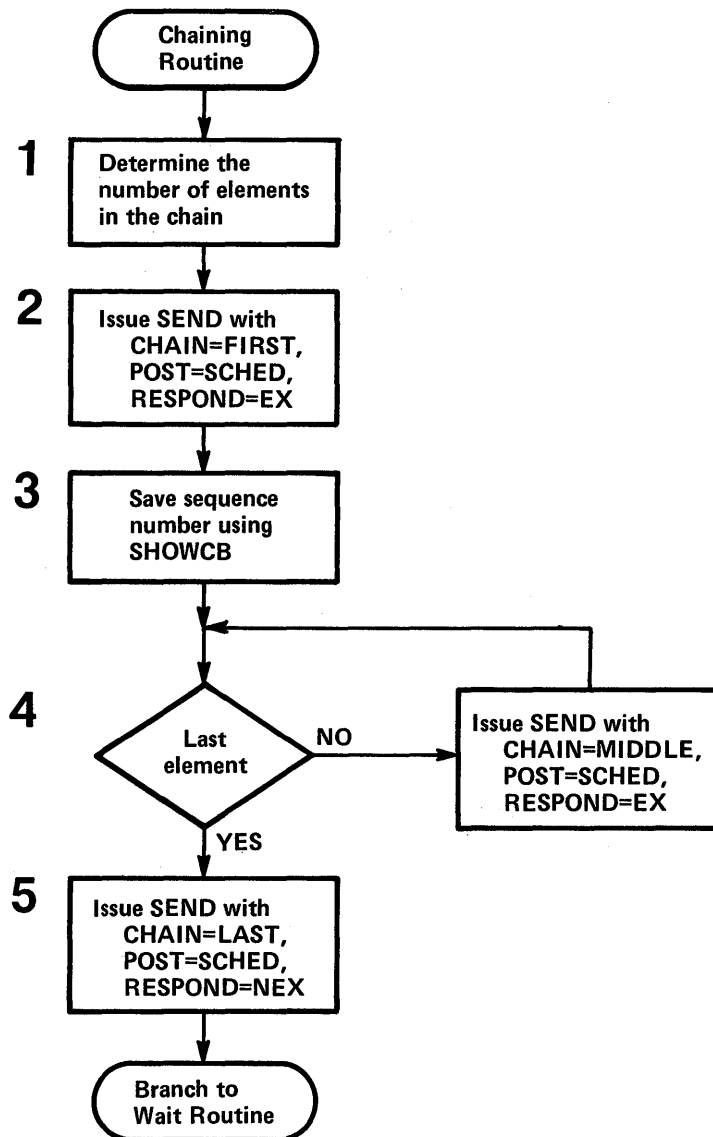 Chaining
Routine
1
Determine the
number of elements
in the chain
2
Issue SEND with
CHAIN=FIRST,
POST=SCHED,
RESPOND=EX
3
Save sequence
number using
SHOWCB
4
Last
element
NO
Issue SEND with
CHAIN=MIDDLE,
POST=SCHED,
RESPOND=EX
YES
5
Issue SEND with
CHAIN=LAST,
POST=SCHED,
RESPOND=NEX
Branch to
Wait Routine